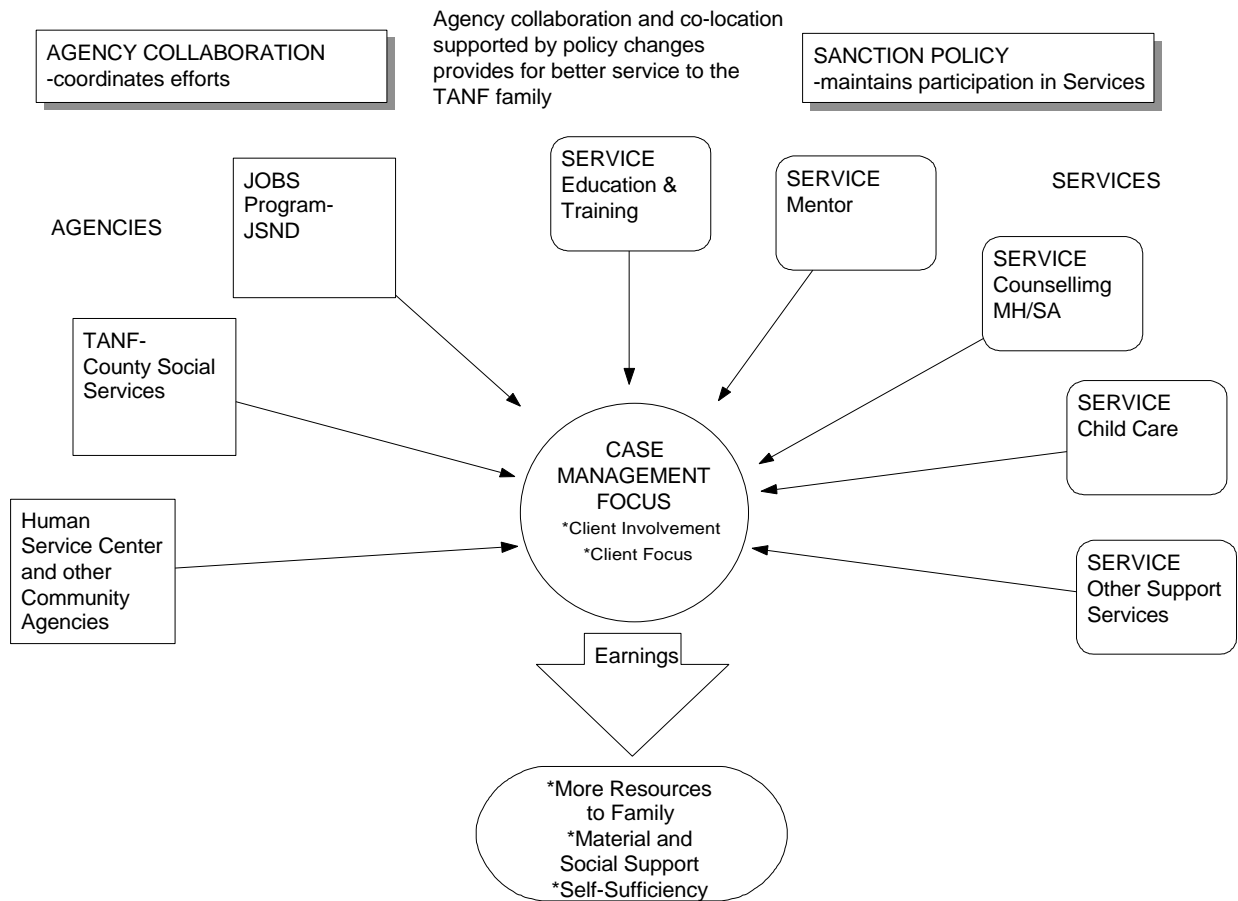 AGENCY COLLABORATION
-coordinates efforts
Agency collaboration and co-location
supported by policy changes
provides for better service to the
TANF family
SANCTION POLICY
-maintains participation in Services
AGENCIES
JOBS
Program-
JSND
SERVICE
Education &
Training
SERVICE
Mentor
SERVICES
SERVICE
Counsellimg
MH/SA
TANF-
County Social
Services
SERVICE
Child Care
Human
Service Center
and other
Community
Agencies
CASE
MANAGEMENT
FOCUS
*Client Involvement
*Client Focus
SERVICE
Other Support
Services
Earnings
*More Resources
to Family
*Material and
Social Support
*Self-Sufficiency